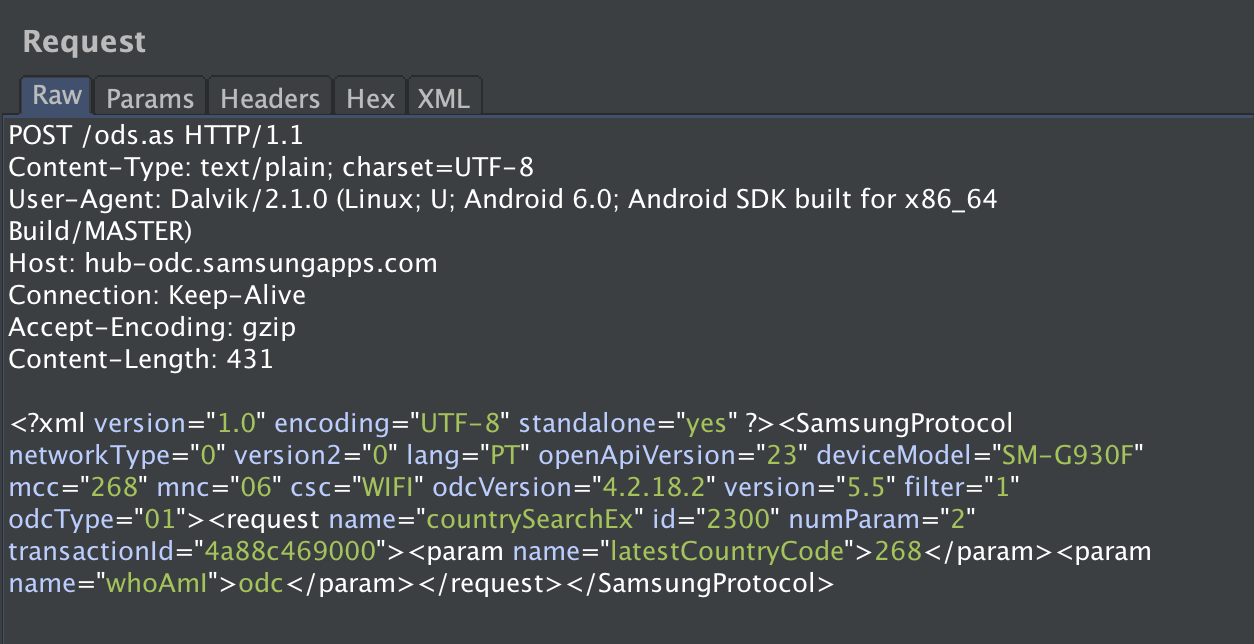 Request
Raw Params Headers Hex XML
POST /ods.as HTTP/1.1
Content-Type: text/plain; charset=UTF-8
User-Agent: Dalvik/2.1.0 (Linux; U; Android 6.0; Android SDK built for x86_64
Build/MASTER)
Host: hub-odc.samsungapps.com
Connection: Keep-Alive
Accept-Encoding: gzip
Content-Length: 431

<?xml version="1.0" encoding="UTF-8" standalone="yes" ?><SamsungProtocol
networkType="0" version2="0" lang="PT" openApiVersion="23" deviceModel="SM-G930F"
mcc="268" mnc="06" csc="WIFI" odcVersion="4.2.18.2" version="5.5" filter="1"
odcType="01"><request name="countrySearchEx" id="2300" numParam="2"
transactionId="4a88c469000"><param name="latestCountryCode">268</param><param
name="whoAmI">odc</param></request></SamsungProtocol>